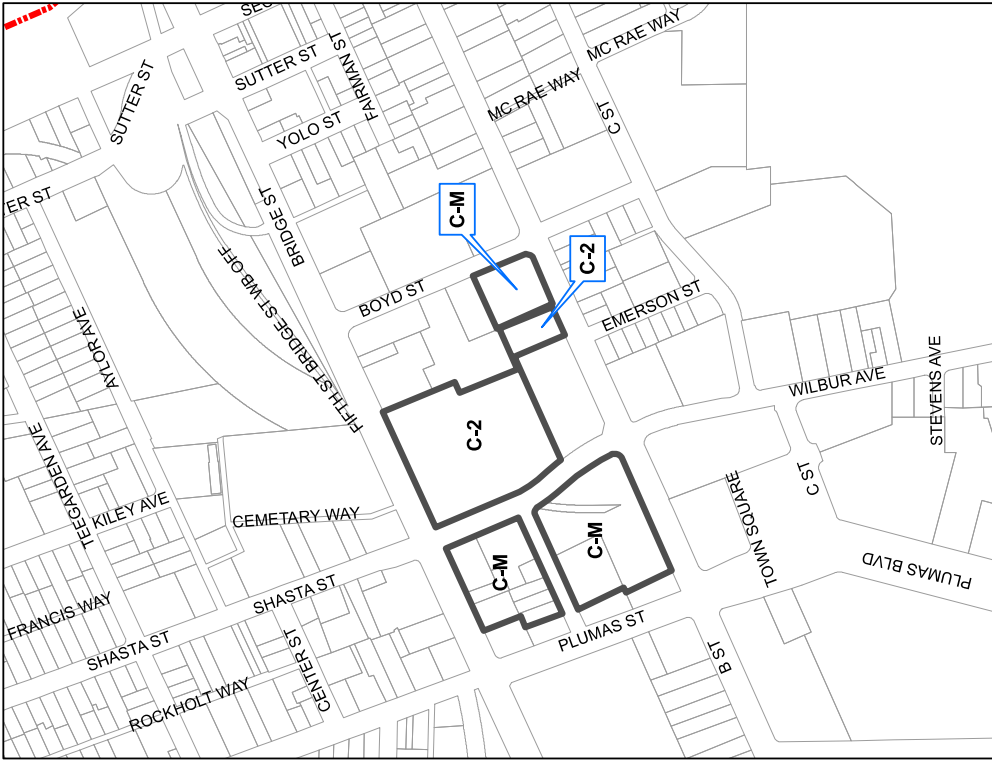 SEC
SUTTER ST
SUTTER ST
FAIRMAN ST
MC RAE WAY
MC RAE WAY
YOLO ST
C ST
TER ST
BRIDGE ST
C-M
C-2
FIFTH ST BRIDGE ST WB OFF
BOYD ST
EMERSON ST
AYLOR AVE
WILBUR AVE
STEVENS AVE
C-2
TEEGARDEN AVE
KILEY AVE
CEMETARY WAY
C ST
TOWN SQUARE
C-M
C-M
PLUMAS BLVD
FRANCIS WAY
SHASTA ST
SHASTA ST
PLUMAS ST
B ST
CENTER ST
ROCKHOLT WAY